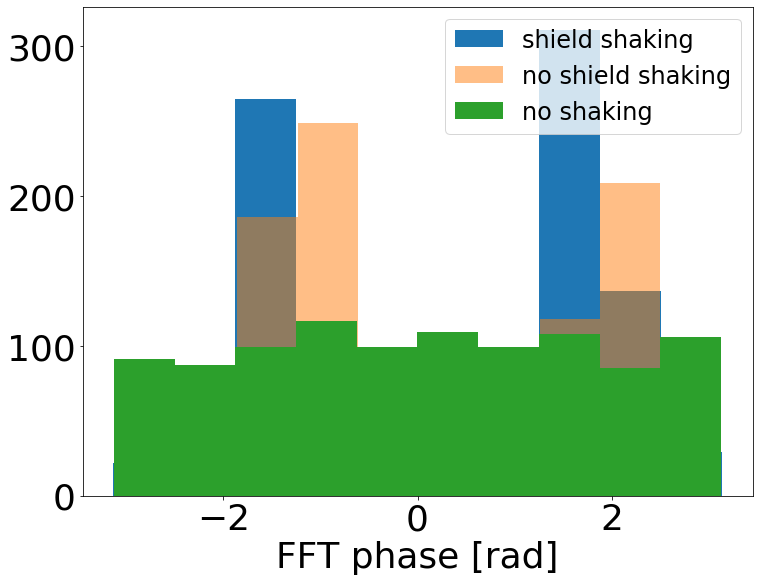 300
200
100
0
shield shaking
no shield shaking
no shaking
−2 0 2
FFT phase [rad]